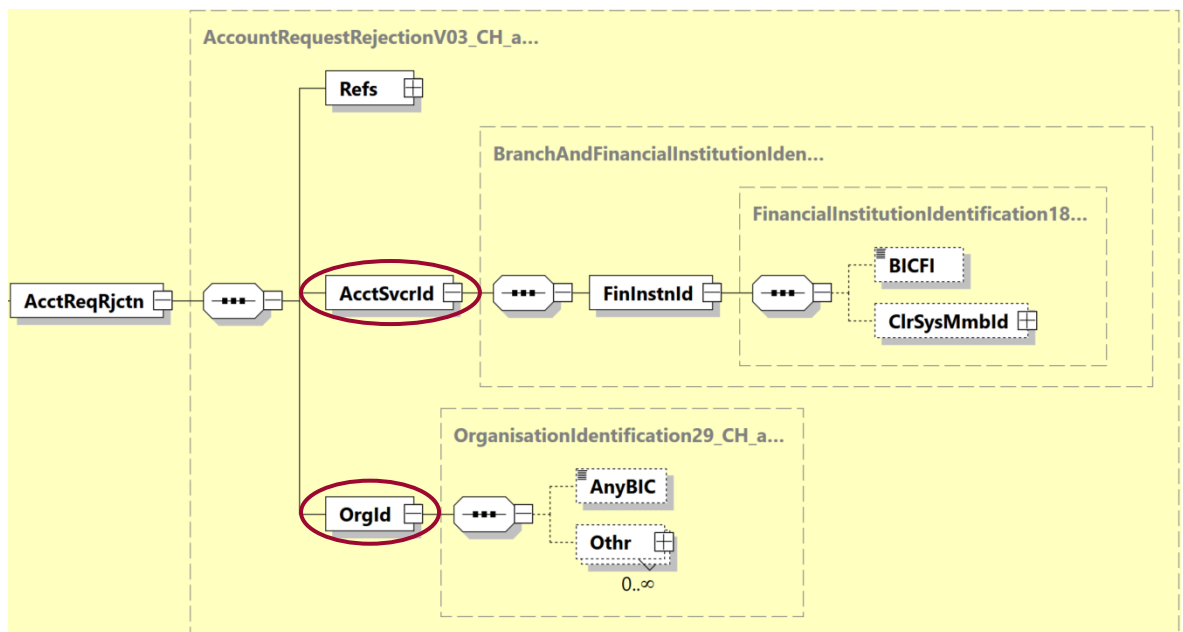 AccountRequestRejectionV03_CH_a...
Refs
BranchAndFinancialInstitutionIden...
FinancialInstitutionIdentification18...
BICFI
AcctReqRjctn
AcctSvcrId
FinInstnId
ClrSysMmbId
OrganisationIdentification29_CH_a...
AnyBIC
OrgId
Othr
0..∞